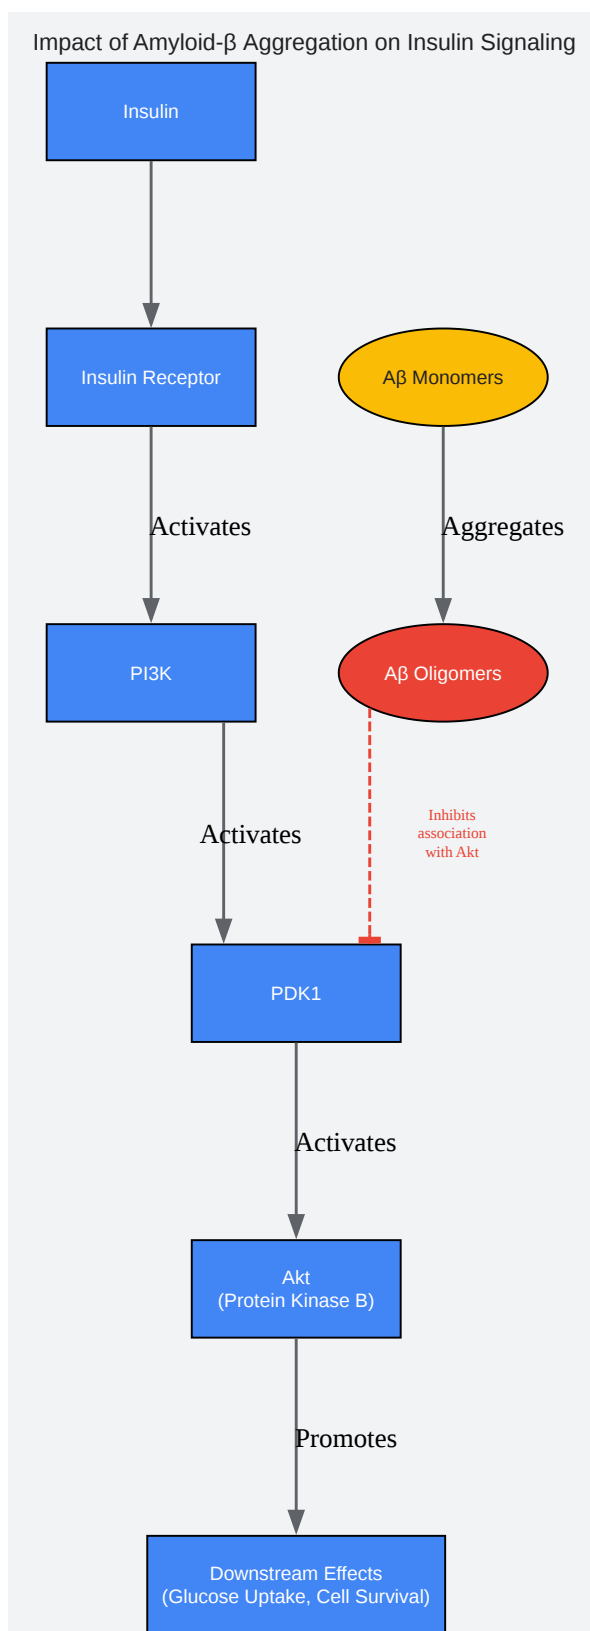 Impact of Amyloid-β Aggregation on Insulin Signaling
Insulin
Insulin Receptor
Aβ Monomers
Activates
Aggregates
PI3K
Aβ Oligomers
Activates
Inhibits
association
with Akt
PDK1
Activates
Akt
(Protein Kinase B)
Promotes
Downstream Effects
(Glucose Uptake, Cell Survival)